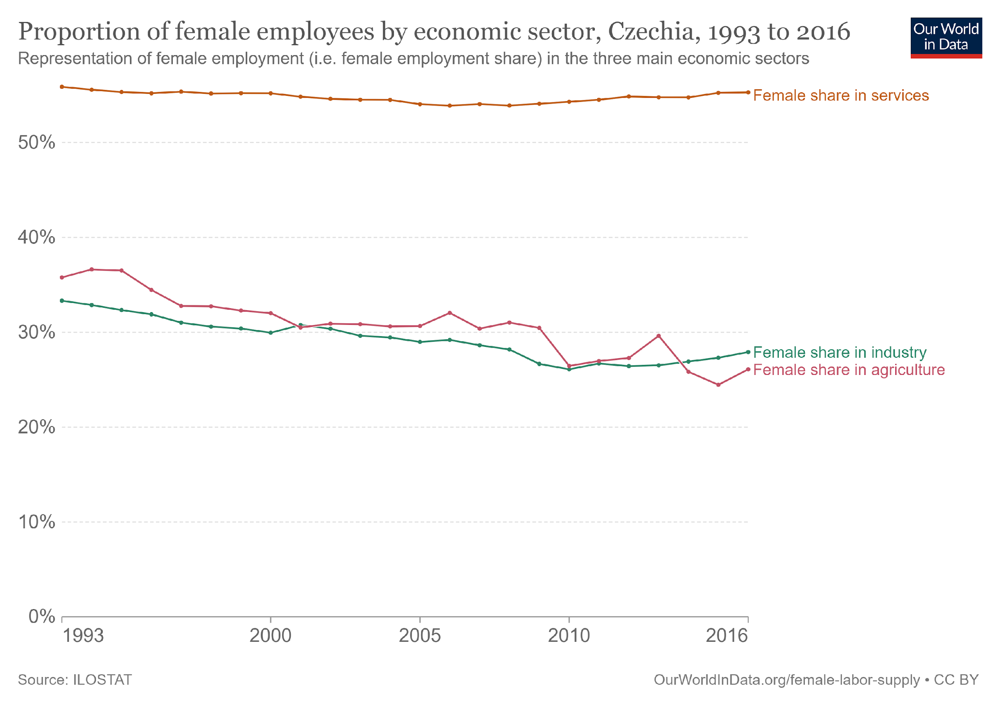 Proportion of female employees by economic sector, Czechia, 1993 to 2016
Our World
in Data
Representation of female employment (i.e. female employment share) in the three main economic sectors
Female share in services
50%
40%
30%
Female share in industry
Female share in agriculture
20%
10%
0%
1993 2000 2005 2010 2016
Source: ILOSTAT
OurWorldInData.org/female-labor-supply • CC BY